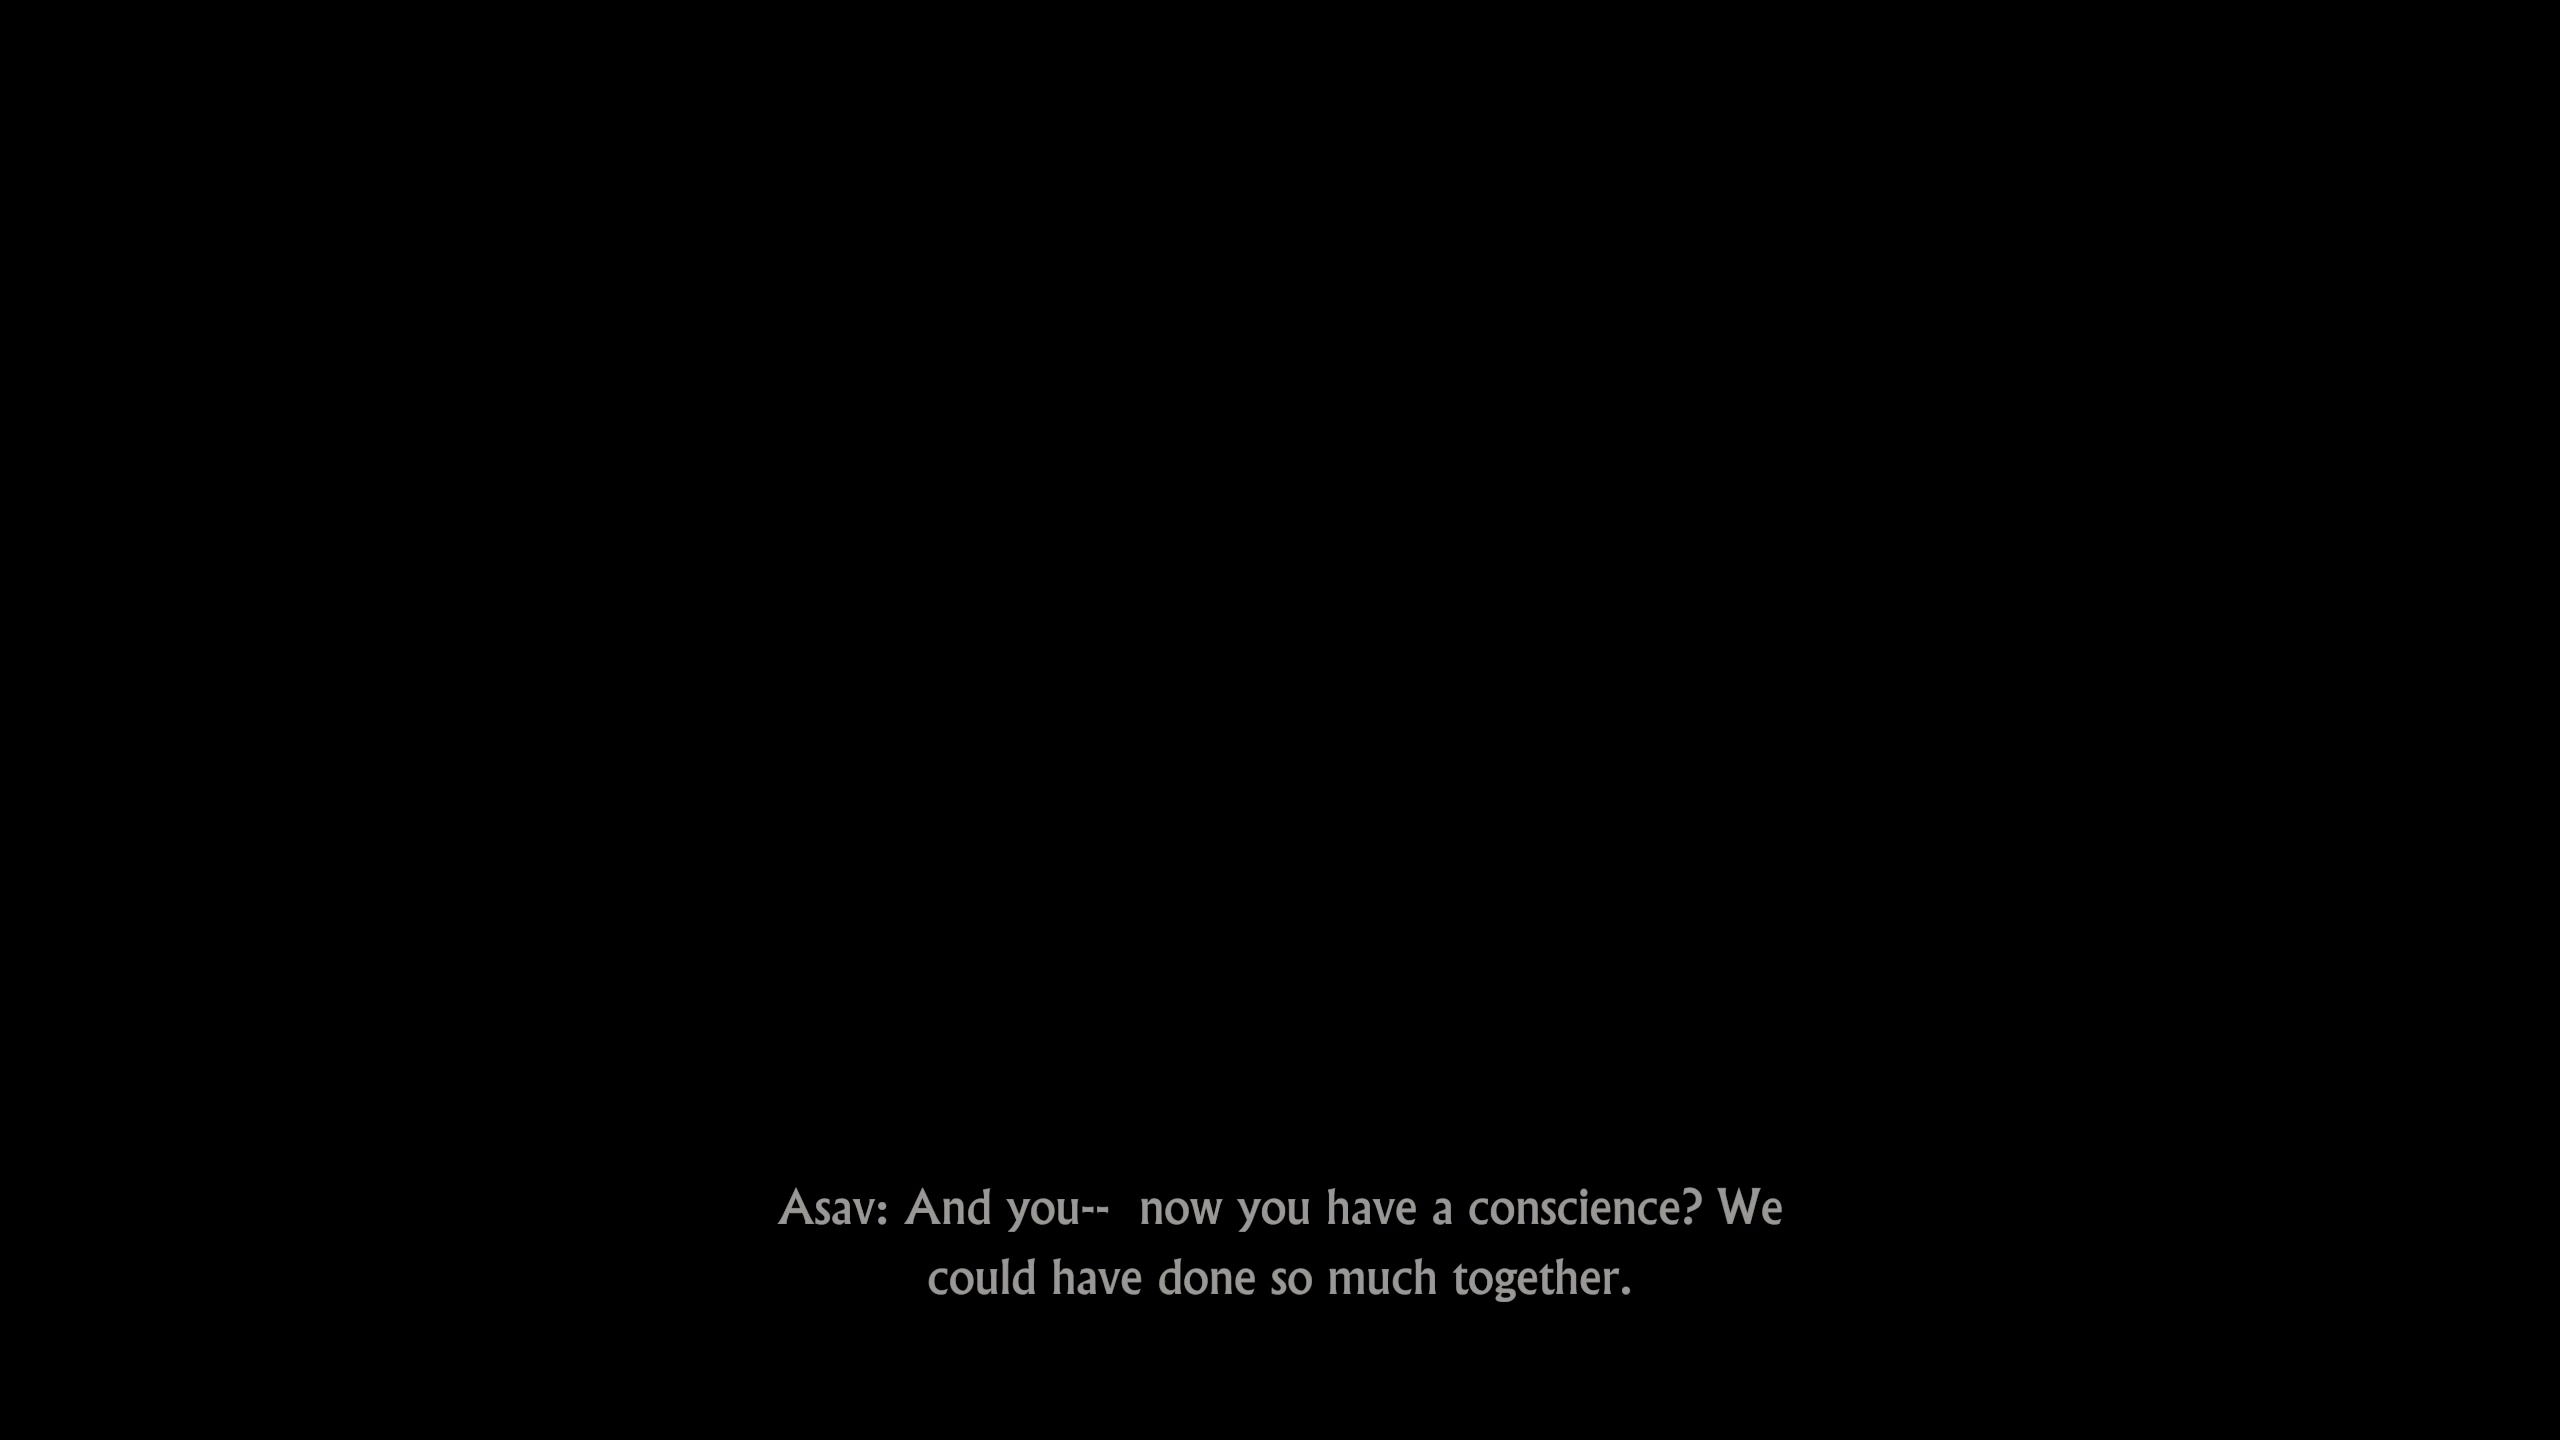 Asav: And you--  now you have a conscience? We
could have done so much together.